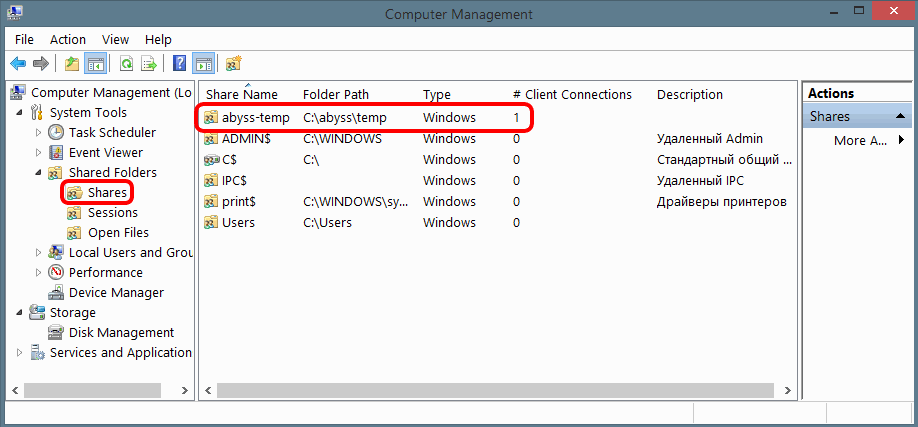 Computer Management
File Action View Help
Computer Management (Lo
System Tools
Task Scheduler
Event Viewer
Shared Folders
Shares
Sessions
Open Files
Local Users and Grou
Performance
Device Manager
Storage
Disk Management
Services and Application
Share Name Folder Path Type # Client Connections Description
abyss-temp C:\abyss\temp Windows 1
ADMIN$ C:\WINDOWS Windows 0 Удаленный Admin
C$ C:\ Windows 0 Стандартный общий ...
IPC$ Windows 0 Удаленный IPC
print$ C:\WINDOWS\sy... Windows 0 Драйверы принтеров
Users C:\Users Windows 0
Actions
Shares
More A...